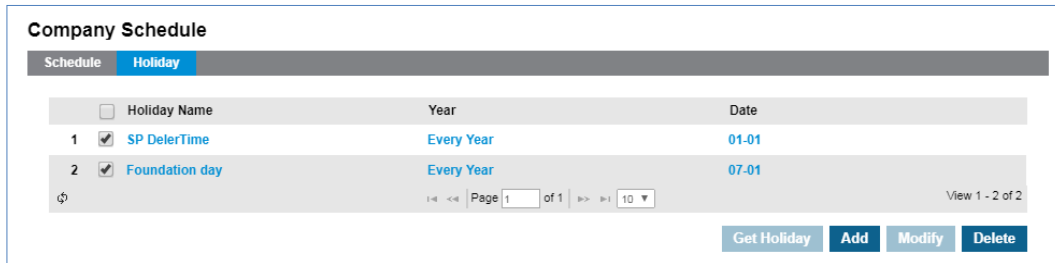 Company Schedule
Schedule Holiday
Holiday Name Year Date
1 SP DelerTime Every Year 01-01
2 Foundation day Every Year 07-01
Page 1 of 1 10 View 1 - 2 of 2
Get Holiday Add Modify Delete